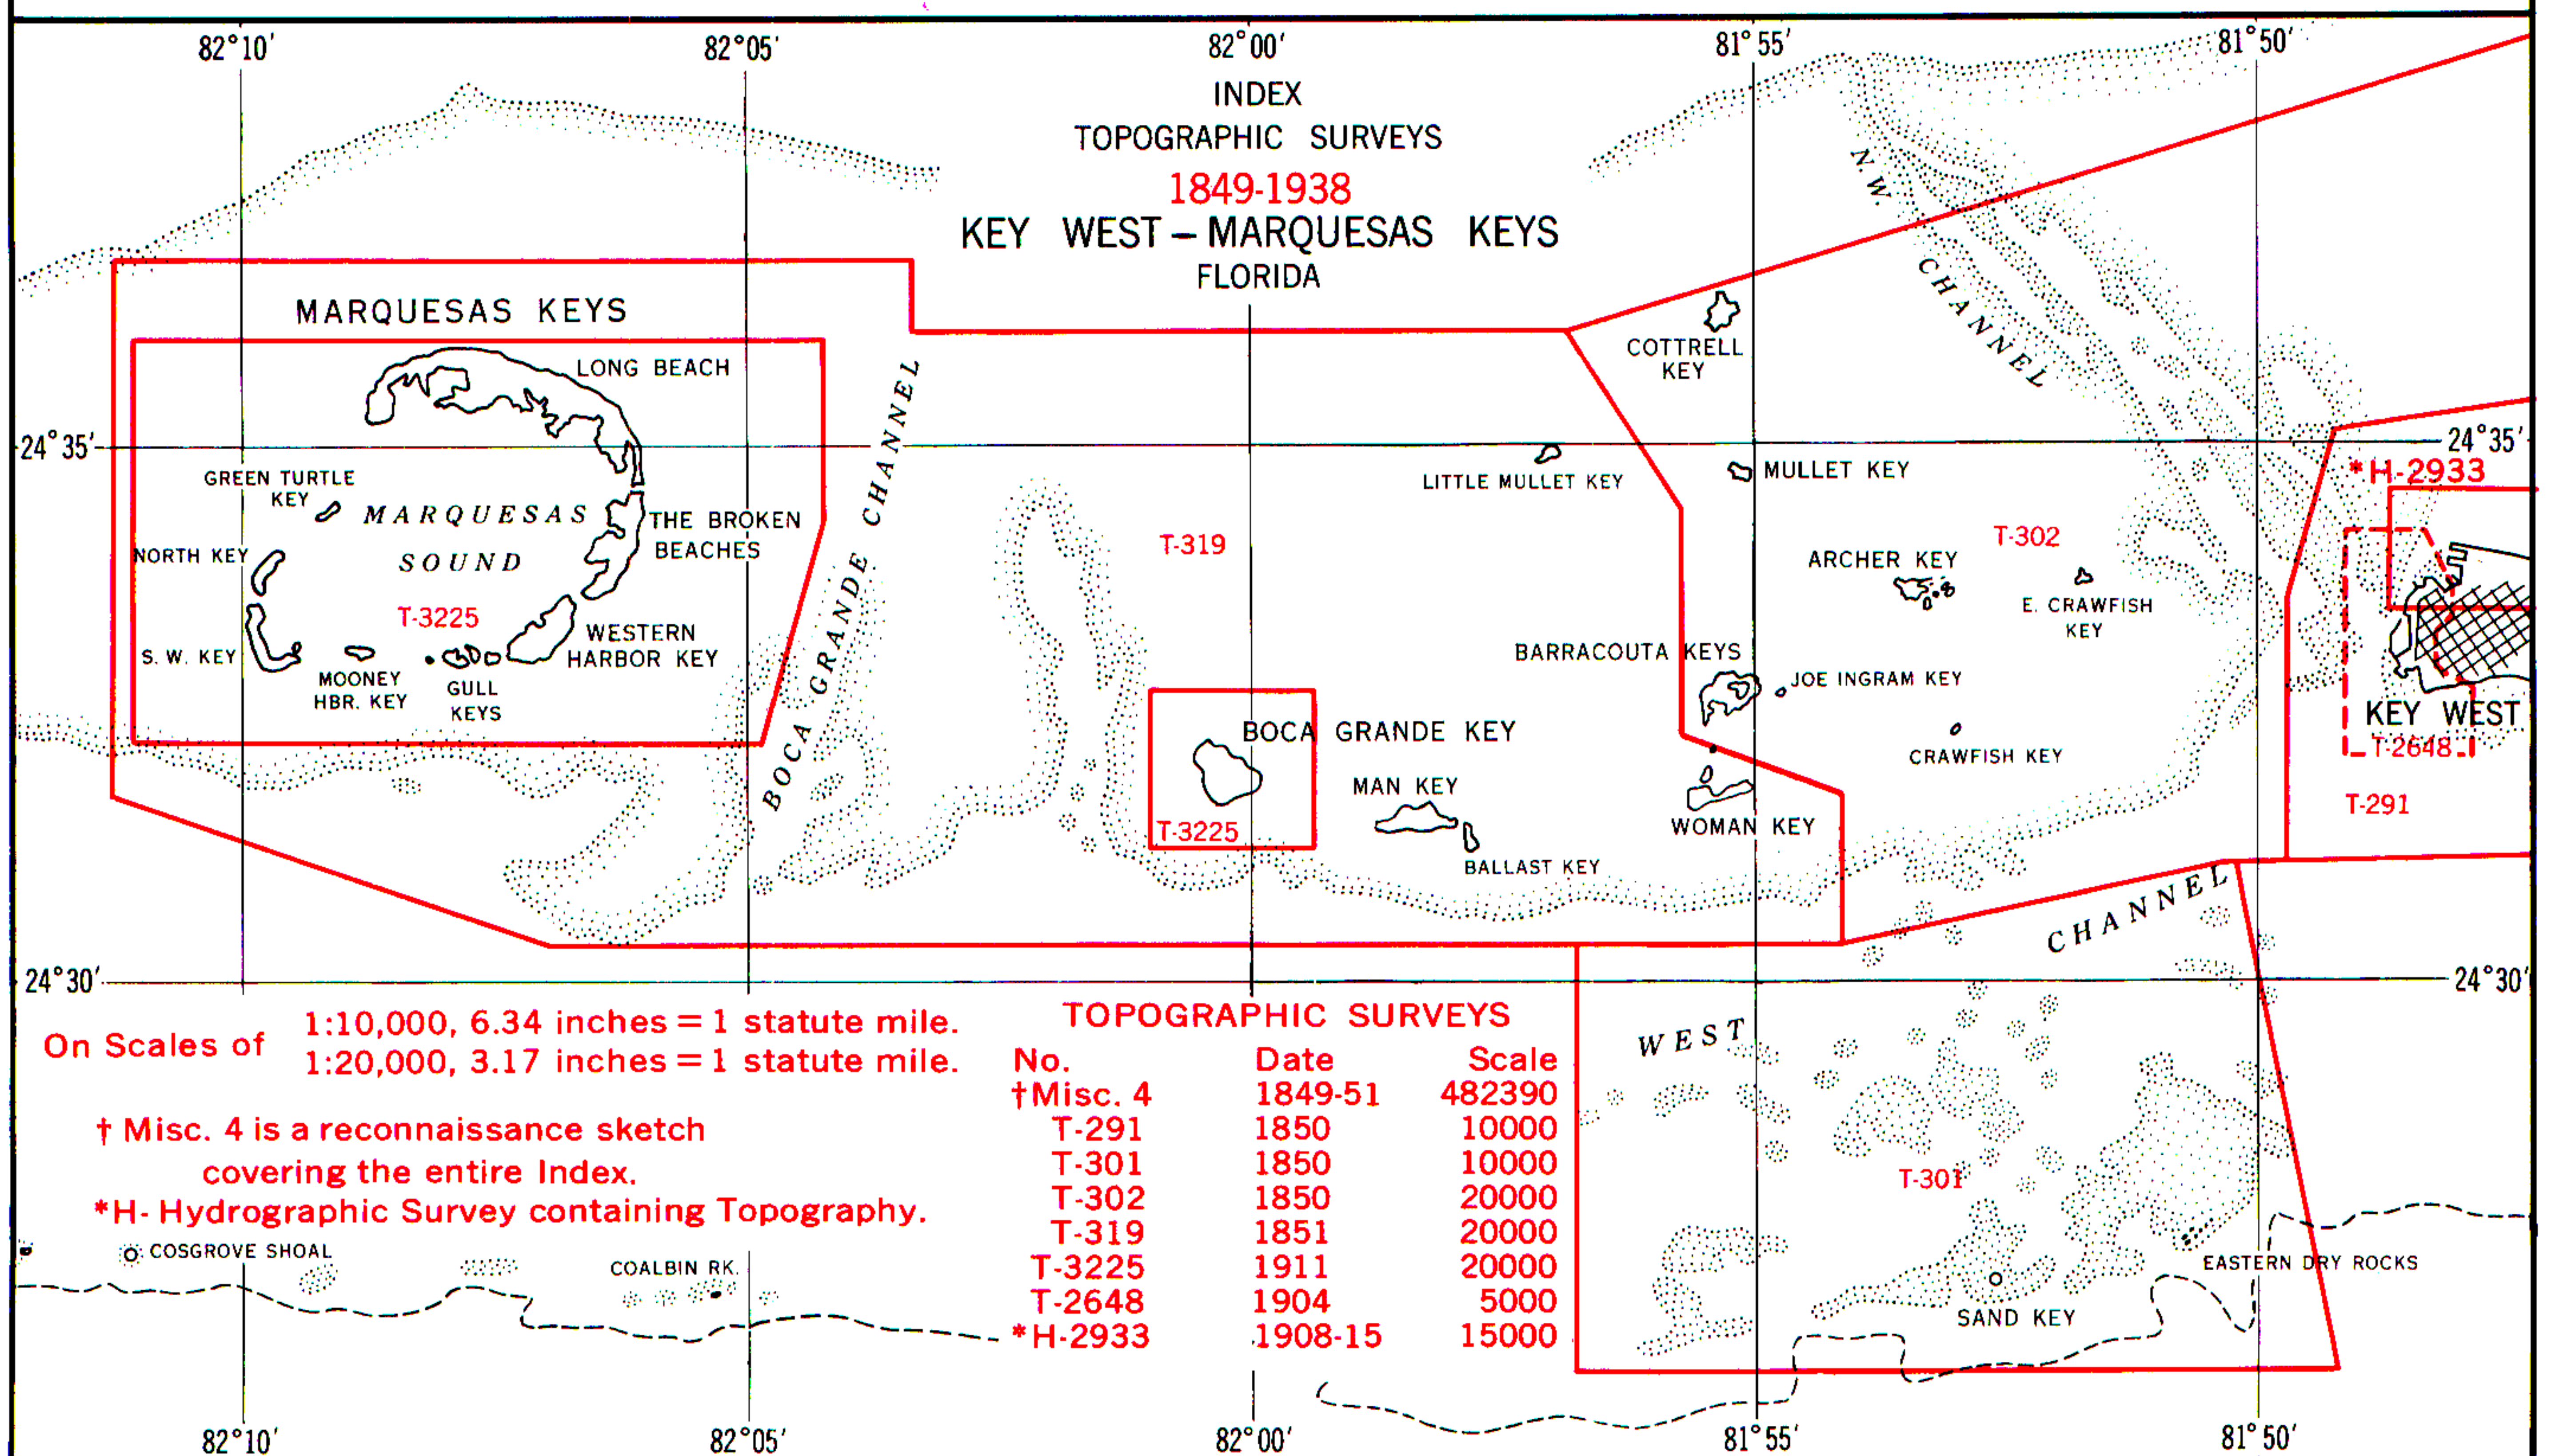 82°10′ 82°05′ 82°00′ 81°55′ 81°50′
INDEX
TOPOGRAPHIC SURVEYS
1849-1938
KEY WEST – MARQUESAS KEYS
FLORIDA
N.W. CHANNEL
MARQUESAS KEYS
LONG BEACH
COTTRELL
KEY
24°35′
24°35′
GREEN TURTLE
KEY
MARQUESAS
SOUND
THE BROKEN
BEACHES
NORTH KEY
T-3225
S. W. KEY
MOONEY
HBR. KEY
GULL
KEYS
WESTERN
HARBOR KEY
BOCA GRANDE CHANNEL
LITTLE MULLET KEY
MULLET KEY
T-319
T-302
ARCHER KEY
E. CRAWFISH
KEY
BARRACOUTA KEYS
JOE INGRAM KEY
CRAWFISH KEY
BOCA GRANDE KEY
T-3225
MAN KEY
BALLAST KEY
WOMAN KEY
*H-2933
KEY WEST
T-2648
T-291
WEST CHANNEL
24°30′
24°30′
On Scales of
1:10,000, 6.34 inches = 1 statute mile.
1:20,000, 3.17 inches = 1 statute mile.
† Misc. 4 is a reconnaissance sketch
covering the entire Index.
*H- Hydrographic Survey containing Topography.
TOPOGRAPHIC SURVEYS
No. Date Scale
†Misc. 4 1849-51 482390
T-291 1850 10000
T-301 1850 10000
T-302 1850 20000
T-319 1851 20000
T-3225 1911 20000
T-2648 1904 5000
*H-2933 1908-15 15000
T-301
COSGROVE SHOAL
COALBIN RK.
EASTERN DRY ROCKS
SAND KEY
82°10′ 82°05′ 82°00′ 81°55′ 81°50′